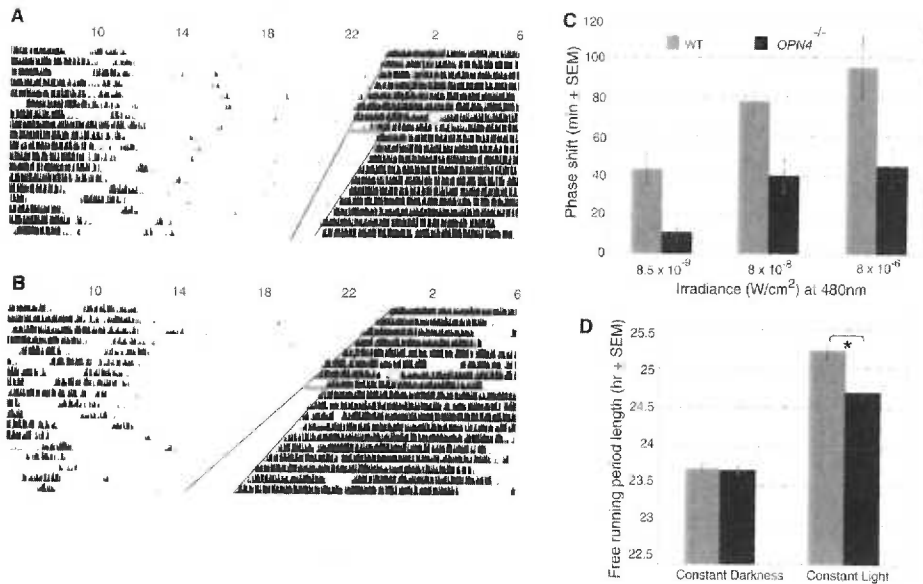 A
10 14 18 22 2 6
B
10 14 18 22 2 6
C
Phase shift (min + SEM)
120
100
80
60
40
20
0
WT
OPN4 -/-
8.5 x 10-9
8 x 10-8
8 x 10-6
Irradiance (W/cm2) at 480nm
D
Free running period length (hr + SEM)
25.5
25
24.5
24
23.5
23
22.5
*
Constant Darkness
Constant Light